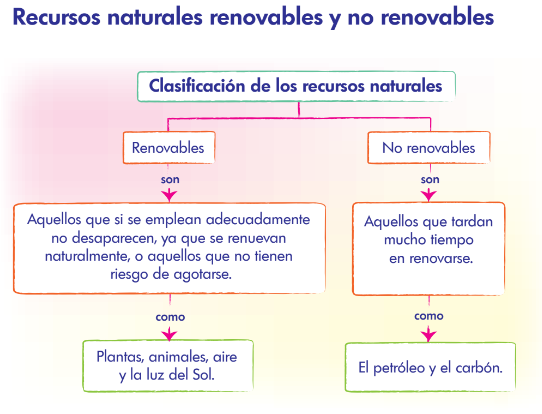 Recursos naturales renovables y no renovables
Clasificación de los recursos naturales
Renovables
No renovables
son
son
Aquellos que si se emplean adecuadamente
no desaparecen, ya que se renuevan
naturalmente, o aquellos que no tienen
riesgo de agotarse.
Aquellos que tardan
mucho tiempo
en renovarse.
como
como
Plantas, animales, aire
y la luz del Sol.
El petróleo y el carbón.